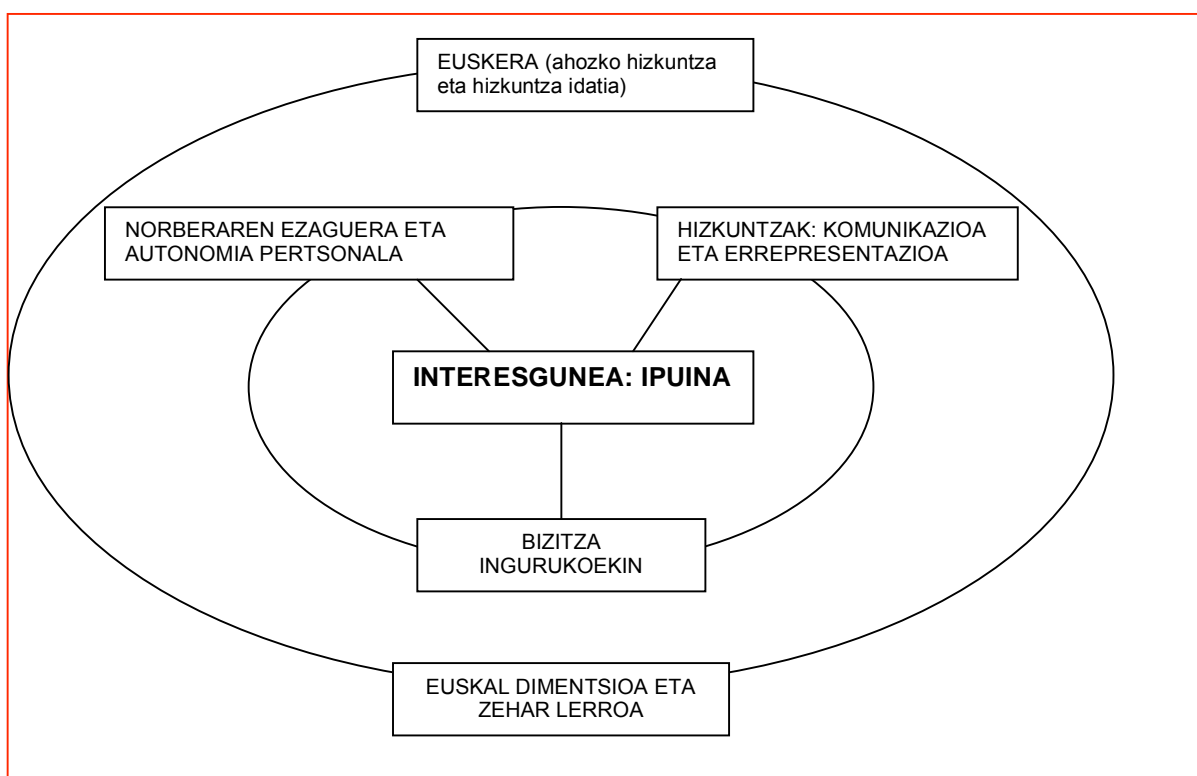 EUSKERA (ahozko hizkuntza
eta hizkuntza idatia)
NORBERAREN EZAGUERA ETA
AUTONOMIA PERTSONALA
HIZKUNTZAK: KOMUNIKAZIOA
ETA ERREPRESENTAZIOA
INTERESGUNEA: IPUINA
BIZITZA
INGURUKOEKIN
EUSKAL DIMENTSIOA ETA
ZEHAR LERROA